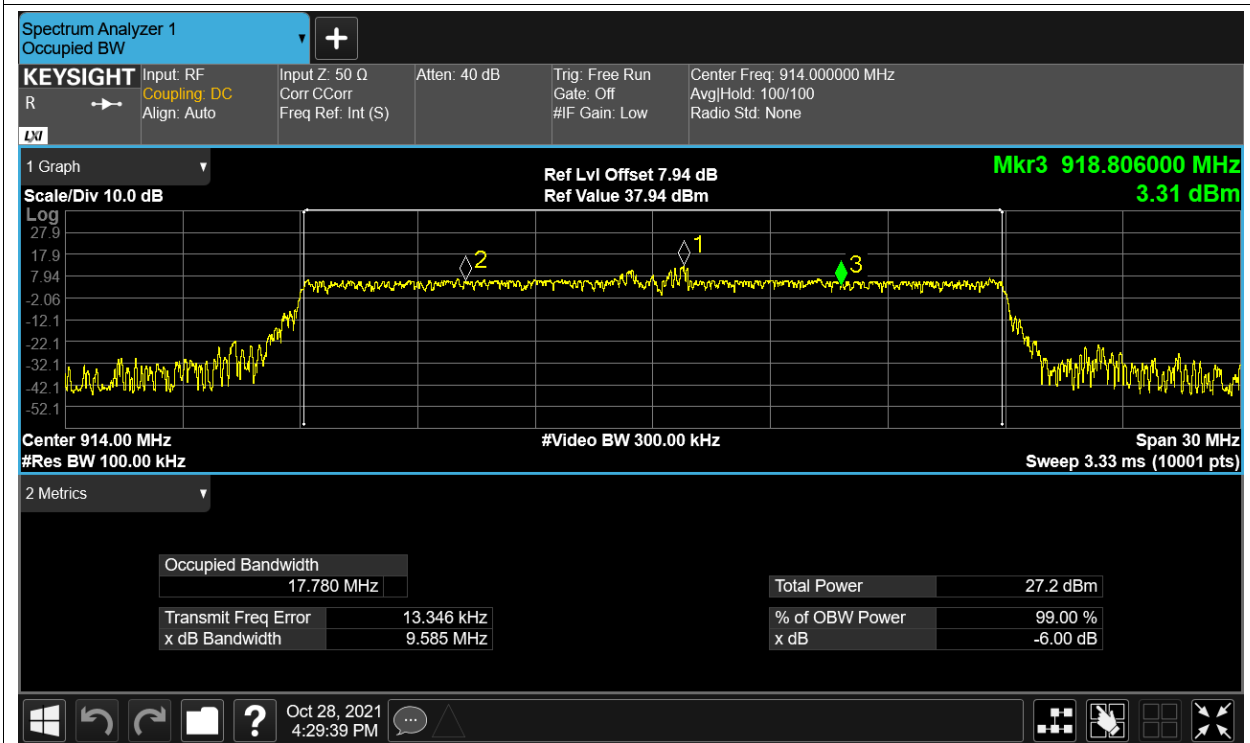 Spectrum Analyzer 1
Occupied BW
KEYSIGHT
R
LXI
Input: RF
Coupling: DC
Align: Auto
Input Z: 50 Ω
Corr CCorr
Freq Ref: Int (S)
Atten: 40 dB
Trig: Free Run
Gate: Off
#IF Gain: Low
Center Freq: 914.000000 MHz
Avg|Hold: 100/100
Radio Std: None
1 Graph
Scale/Div 10.0 dB
Ref Lvl Offset 7.94 dB
Ref Value 37.94 dBm
Mkr3 918.806000 MHz
3.31 dBm
Log
27.9
17.9
7.94
-2.06
-12.1
-22.1
-32.1
-42.1
-52.1
2
1
3
Center 914.00 MHz
#Video BW 300.00 kHz
Span 30 MHz
#Res BW 100.00 kHz
Sweep 3.33 ms (10001 pts)
2 Metrics
Occupied Bandwidth
17.780 MHz
Total Power 27.2 dBm
Transmit Freq Error 13.346 kHz
% of OBW Power 99.00 %
x dB Bandwidth 9.585 MHz
x dB -6.00 dB
?
Oct 28, 2021
4:29:39 PM